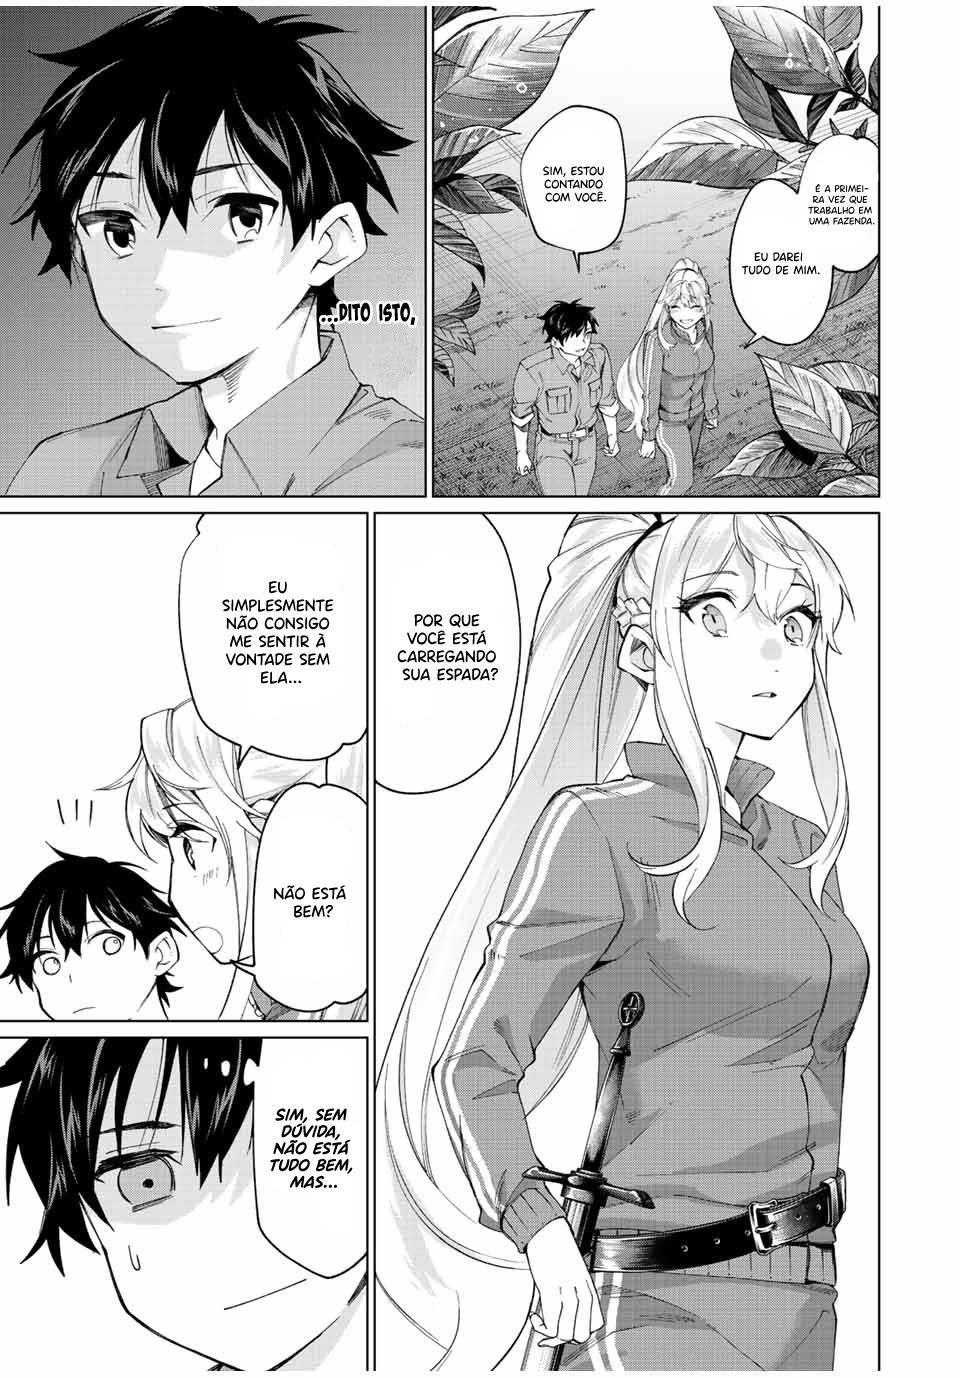 É A PRIMEI-
RA VEZ QUE
TRABALHO EM
UMA FAZENDA.
EU DAREI
TUDO DE MIM.
SIM, ESTOU
CONTANDO
COM VOCÊ.
...DITO ISTO,
POR QUE
VOCÊ ESTÁ
CARREGANDO
SUA ESPADA?
EU
SIMPLESMENTE
NÃO CONSIGO
ME SENTIR À
VONTADE SEM
ELA...
NÃO ESTÁ
BEM?
SIM, SEM
DÚVIDA,
NÃO ESTÁ
TUDO BEM,
MAS...